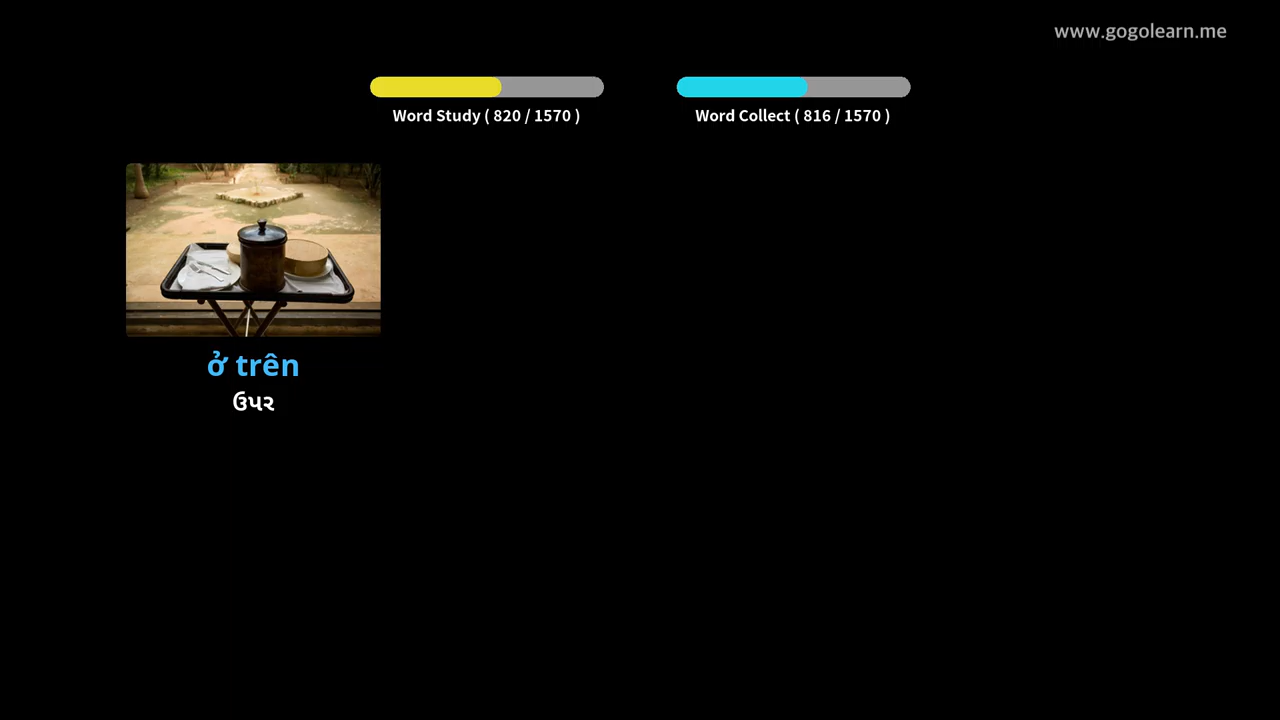 www.gogolearn.me
Word Study ( 820 / 1570 )
Word Collect ( 816 / 1570 )
ở trên
ઉપર